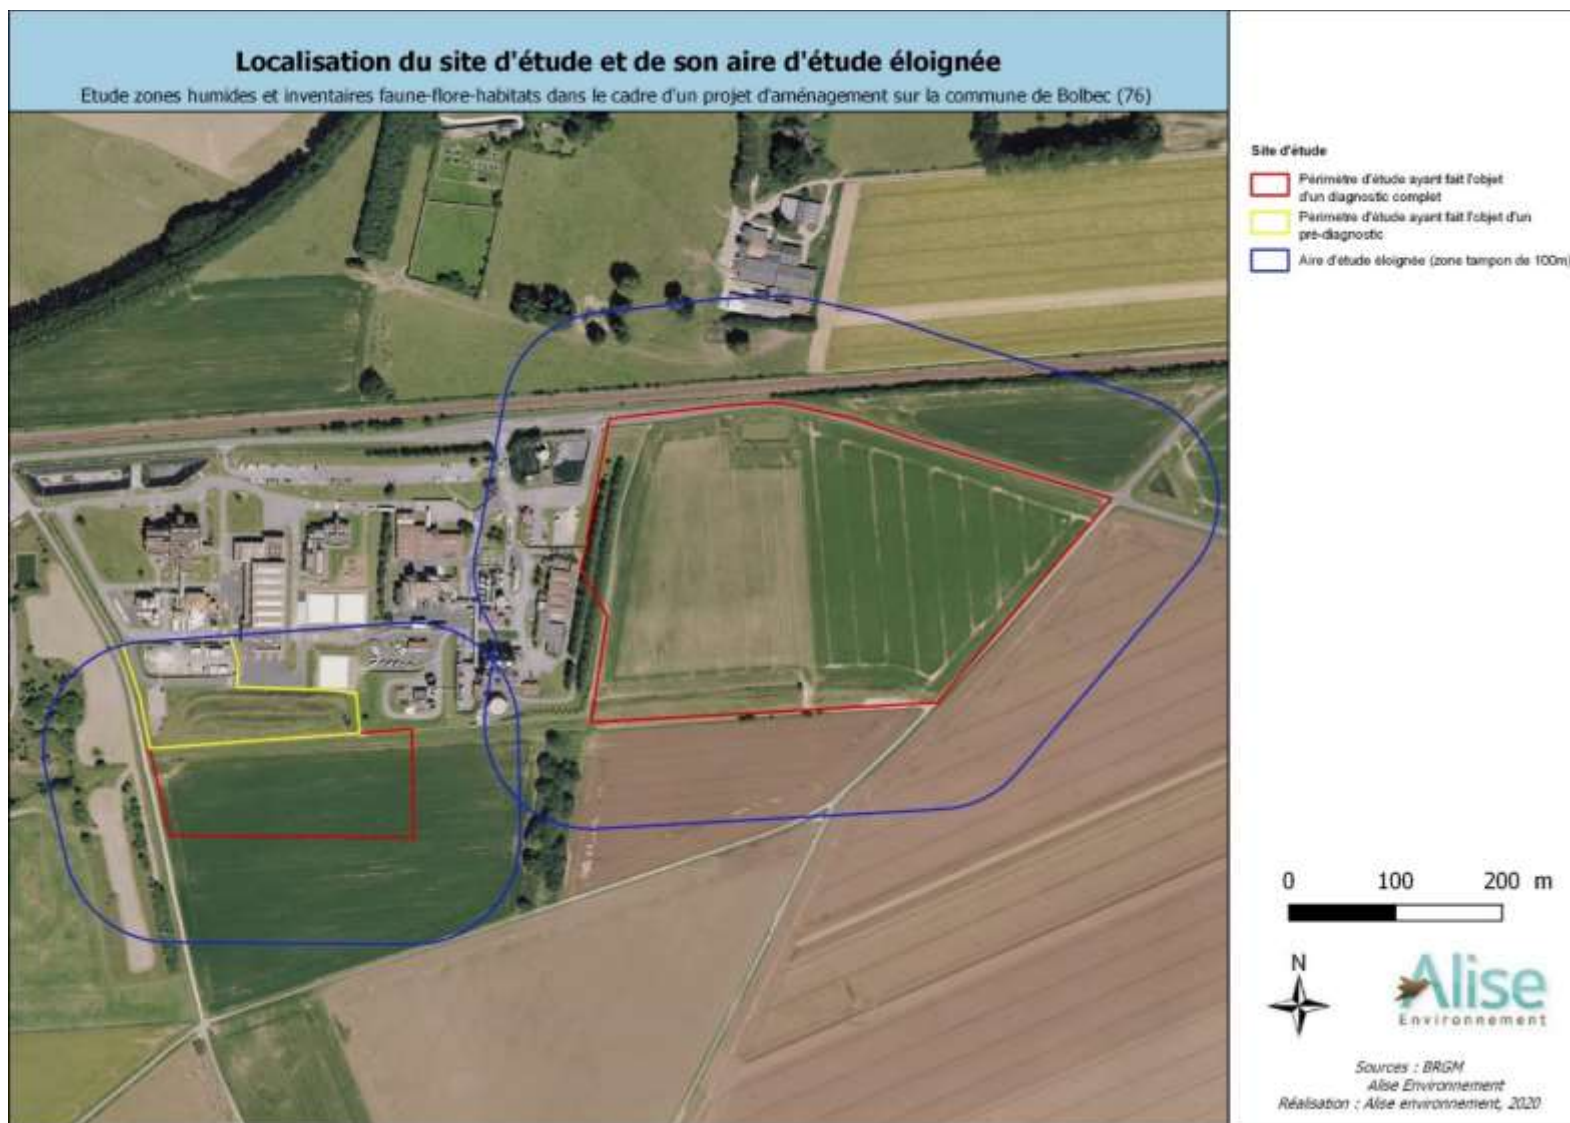 Localisation du site d'étude et de son aire d'étude éloignée
Etude zones humides et inventaires faune-flore-habitats dans le cadre d'un projet d'aménagement sur la commune de Bolbec (76)
Site d'étude
Périmètre d'étude ayant fait l'objet
d'un diagnostic complet
Périmètre d'étude ayant fait l'objet d'un
pré-diagnostic
Aire d'étude éloignée (zone tampon de 100m)
0 100 200 m
N
Alise
Environnement
Sources : BRGM
Alise Environnement
Réalisation : Alise environnement, 2020